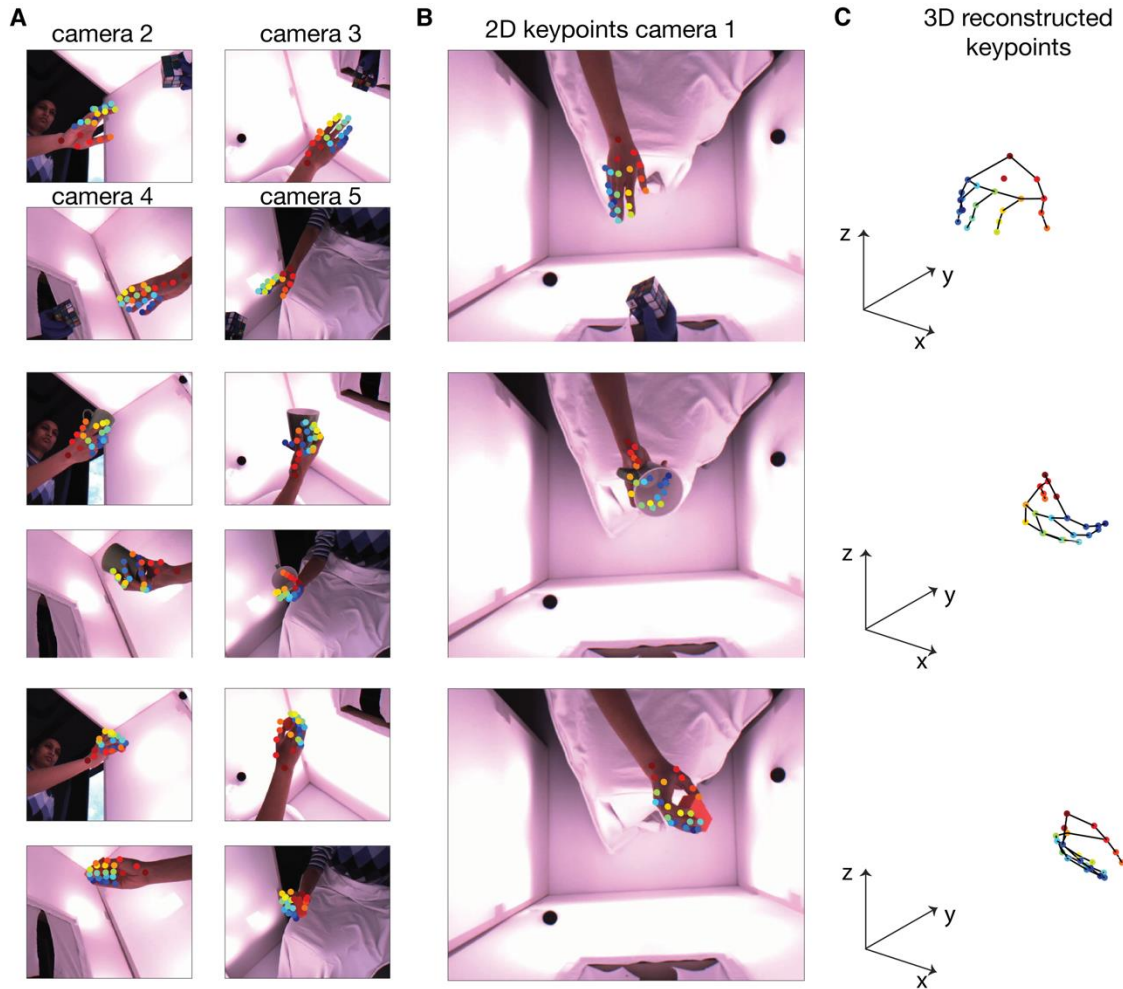 A
camera 2
camera 3
camera 4
camera 5
B
2D keypoints camera 1
C
3D reconstructed
keypoints
z
y
x
z
y
x
z
y
x